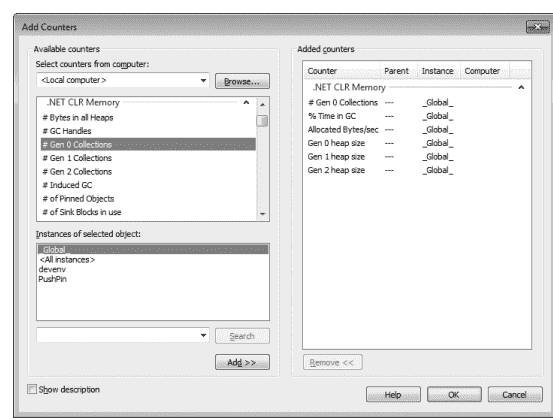 Add Counters
Available counters
Select counters from computer:
<Local computer>
Browse...
.NET CLR Memory
# Bytes in all Heaps
# GC Handles
# Gen 0 Collections
# Gen 1 Collections
# Gen 2 Collections
# Induced GC
# of Pinned Objects
# of Sink Blocks in use
Instances of selected object:
_Global_
<All instances>
devenv
PushPin
Search
Add >>
Show description
Added counters
Counter Parent Instance Computer
.NET CLR Memory
# Gen 0 Collections --- _Global_
% Time in GC --- _Global_
Allocated Bytes/sec --- _Global_
Gen 0 heap size --- _Global_
Gen 1 heap size --- _Global_
Gen 2 heap size --- _Global_
Remove <<
Help OK Cancel